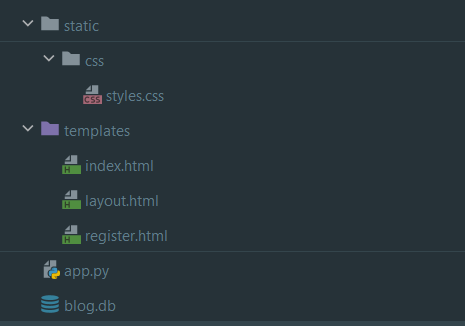 static
css
styles.css
templates
index.html
layout.html
register.html
app.py
blog.db